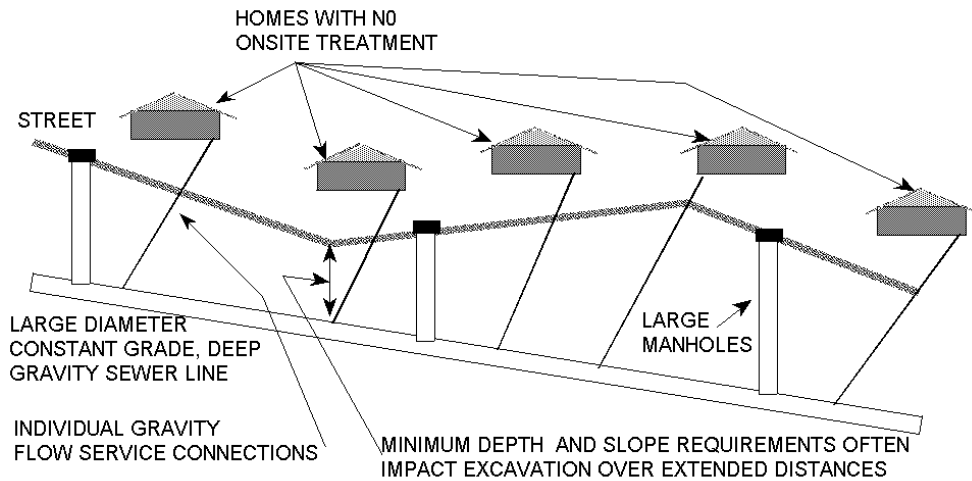 HOMES WITH N0
ONSITE TREATMENT
STREET
LARGE DIAMETER
CONSTANT GRADE, DEEP
GRAVITY SEWER LINE
LARGE
MANHOLES
INDIVIDUAL GRAVITY
FLOW SERVICE CONNECTIONS
MINIMUM DEPTH AND SLOPE REQUIREMENTS OFTEN
IMPACT EXCAVATION OVER EXTENDED DISTANCES